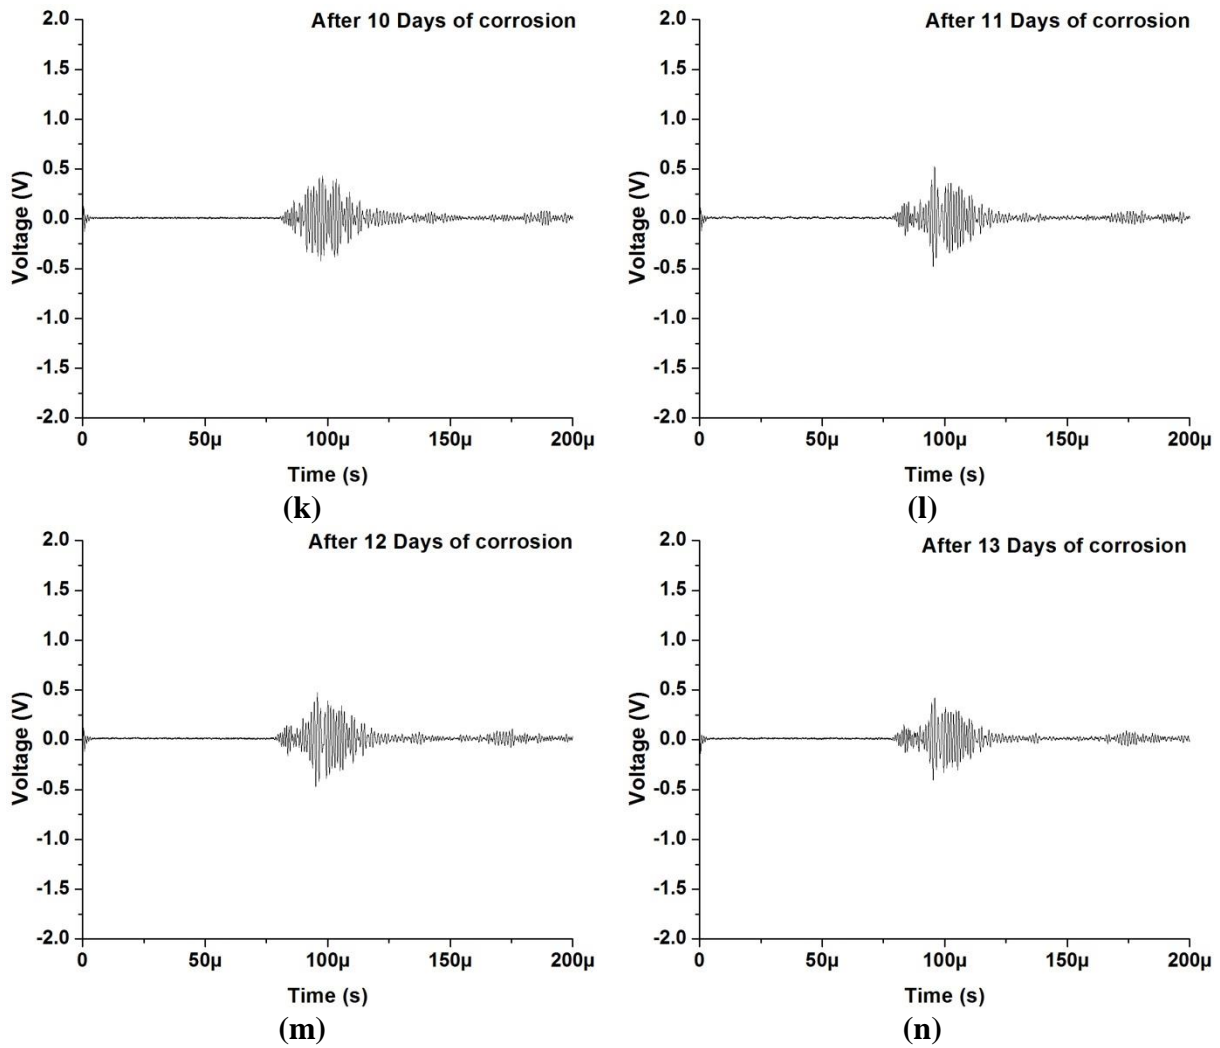 After 10 Days of corrosion
2.0
1.5
1.0
0.5
0.0
-0.5
-1.0
-1.5
-2.0
Voltage (V)
0 50μ 100μ 150μ 200μ
Time (s)
(k)
After 11 Days of corrosion
2.0
1.5
1.0
0.5
0.0
-0.5
-1.0
-1.5
-2.0
Voltage (V)
0 50μ 100μ 150μ 200μ
Time (s)
(l)
After 12 Days of corrosion
2.0
1.5
1.0
0.5
0.0
-0.5
-1.0
-1.5
-2.0
Voltage (V)
0 50μ 100μ 150μ 200μ
Time (s)
(m)
After 13 Days of corrosion
2.0
1.5
1.0
0.5
0.0
-0.5
-1.0
-1.5
-2.0
Voltage (V)
0 50μ 100μ 150μ 200μ
Time (s)
(n)